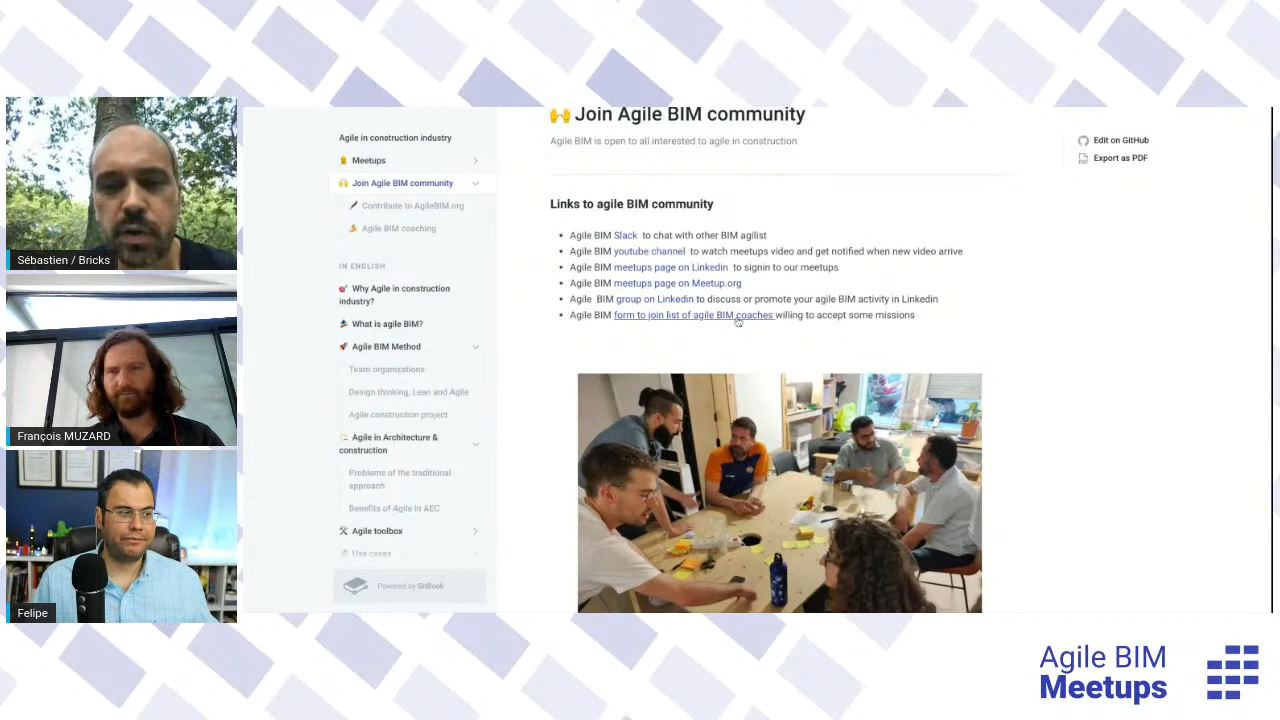 Sébastien / Bricks
François MUZARD
Felipe
Agile in construction industry
Meetups
Join Agile BIM community
Contribute to AgileBIM.org
Agile BIM coaching
IN ENGLISH
Why Agile in construction
industry?
What is agile BIM?
Agile BIM Method
Team organizations
Design thinking, Lean and Agile
Agile construction project
Agile in Architecture &
construction
Problems of the traditional
approach
Benefits of Agile in AEC
Agile toolbox
Use cases
Powered by GitBook
Join Agile BIM community
Agile BIM is open to all interested to agile in construction
Links to agile BIM community
• Agile BIM Slack to chat with other BIM agilist
• Agile BIM youtube channel to watch meetups video and get notified when new video arrive
• Agile BIM meetups page on Linkedin to signin to our meetups
• Agile BIM meetups page on Meetup.org
• Agile BIM group on Linkedin to discuss or promote your agile BIM activity in Linkedin
• Agile BIM form to join list of agile BIM coaches willing to accept some missions
Edit on GitHub
Export as PDF
Agile BIM
Meetups